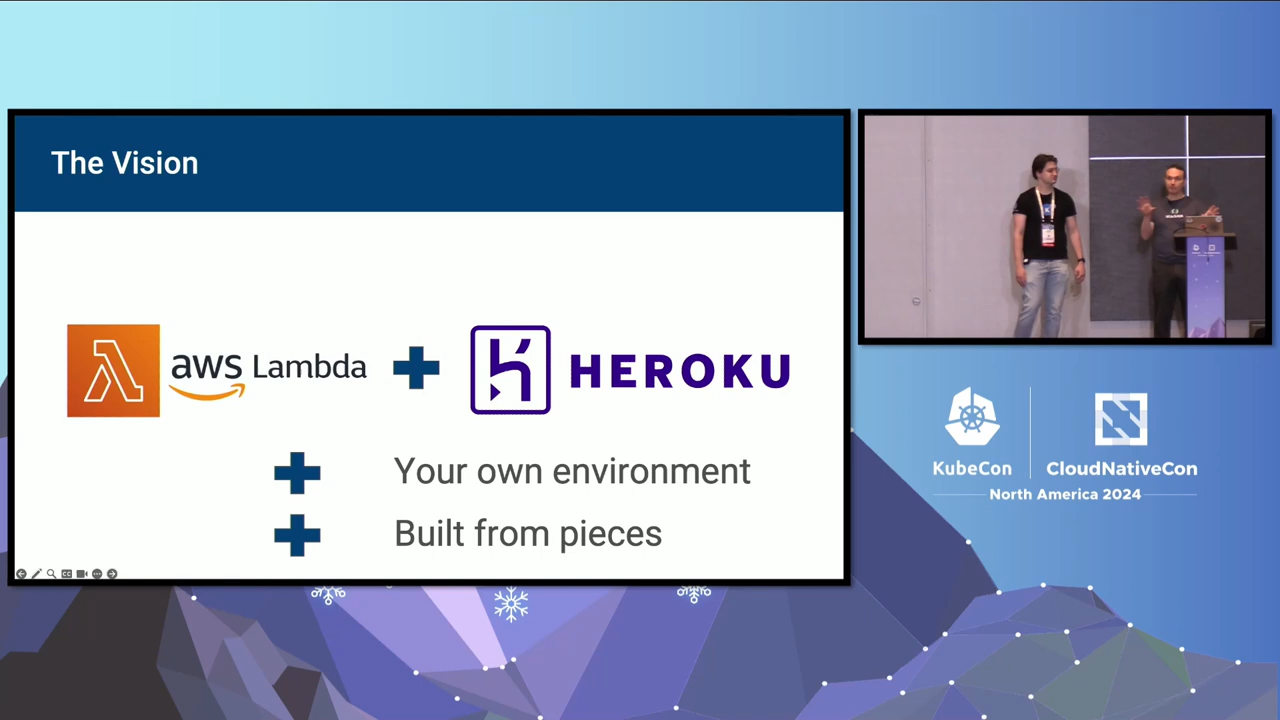 The Vision
aws Lambda
HEROKU
Your own environment
Built from pieces
KubeCon
CloudNativeCon
North America 2024